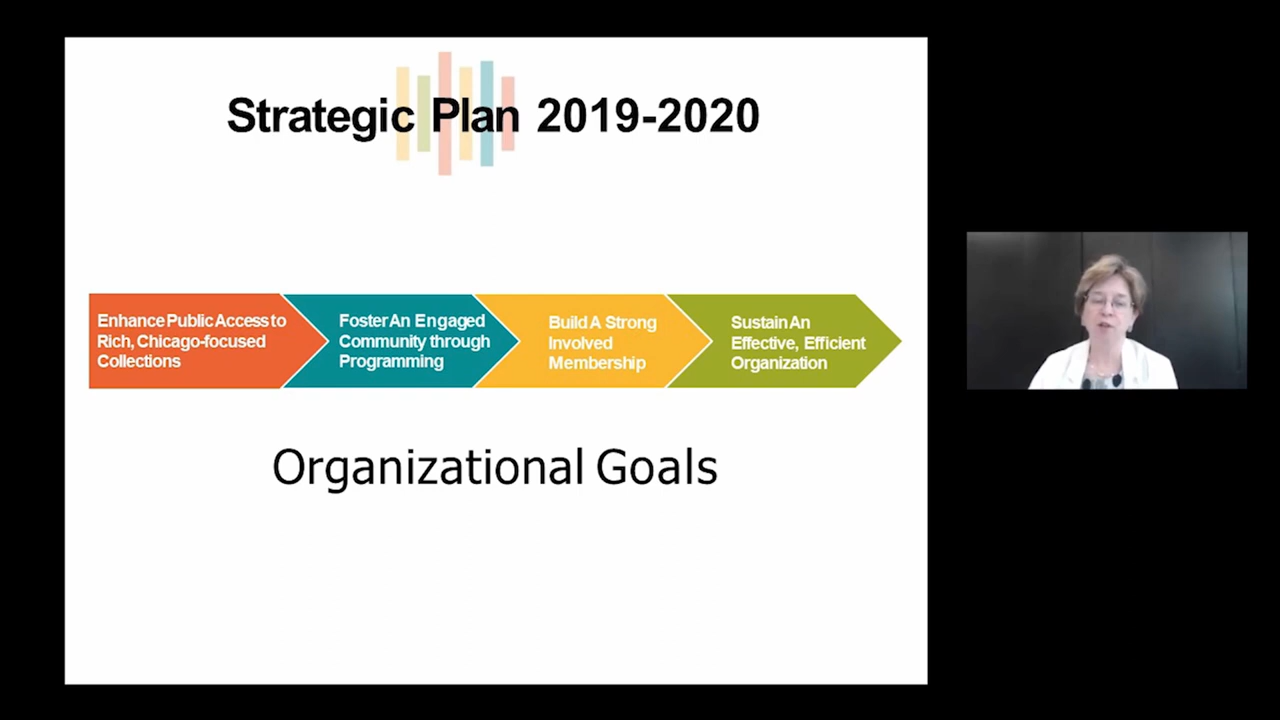 Strategic Plan 2019-2020
Enhance Public Access to
Rich, Chicago-focused
Collections
Foster An Engaged
Community through
Programming
Build A Strong
Involved
Membership
Sustain An
Effective, Efficient
Organization
Organizational Goals